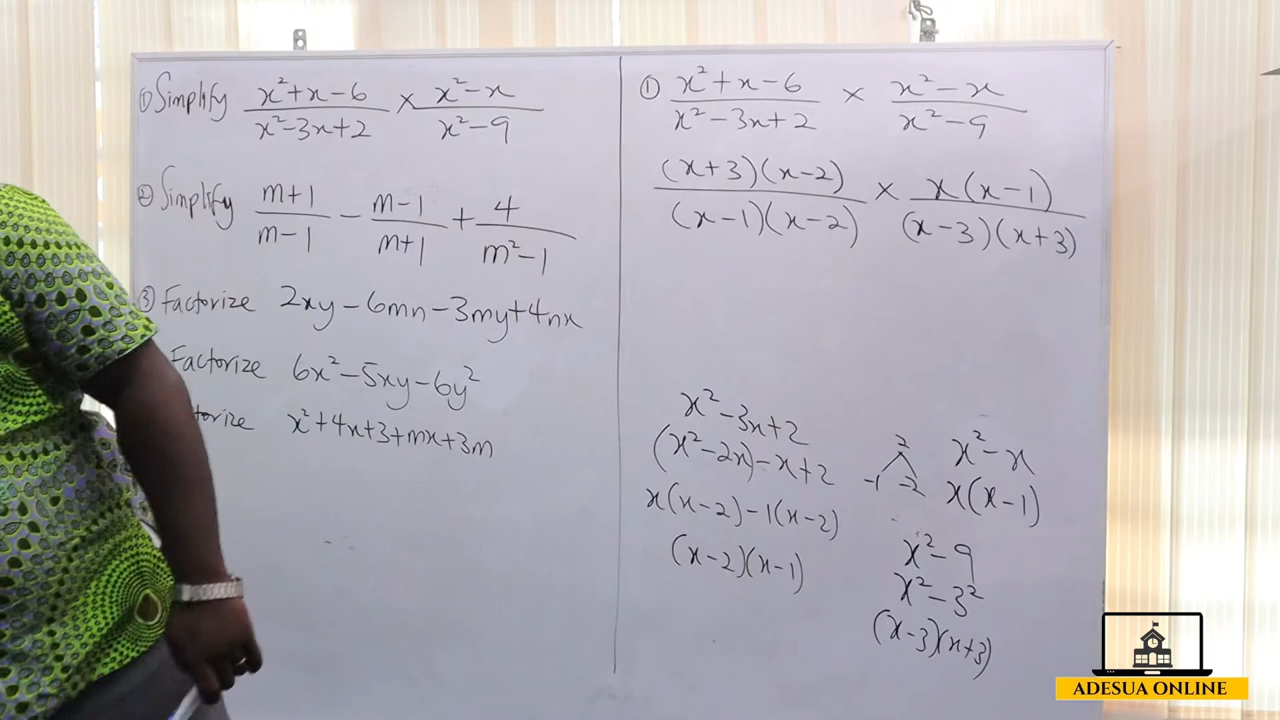 ① Simplify (x²+x-6)/(x²-3x+2) × (x²-x)/(x²-9)
② Simplify (m+1)/(m-1) - (m-1)/(m+1) + 4/(m²-1)
③ Factorize 2xy-6mn-3my+4nx
Factorize 6x²-5xy-6y²
torize x²+4x+3+mx+3m
① (x²+x-6)/(x²-3x+2) × (x²-x)/(x²-9)
((x+3)(x-2))/((x-1)(x-2)) × (x(x-1))/((x-3)(x+3))
x²-3x+2
(x²-2x)-x+2
x(x-2)-1(x-2)
(x-2)(x-1)
2
-1 -2
x²-x
x(x-1)
x²-9
x²-3²
(x-3)(x+3)
ADESUA ONLINE